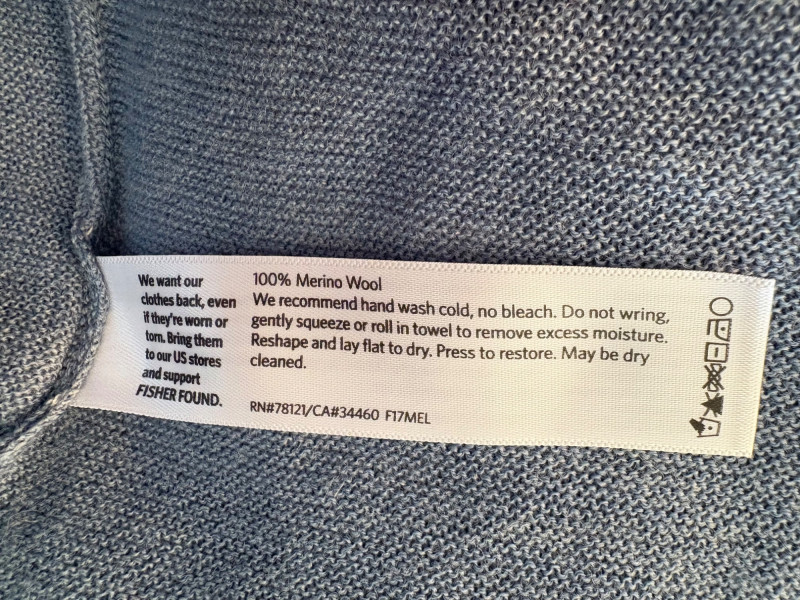 We want our
clothes back, even
if they're worn or
torn. Bring them
to our US stores
and support
FISHER FOUND.
100% Merino Wool
We recommend hand wash cold, no bleach. Do not wring,
gently squeeze or roll in towel to remove excess moisture.
Reshape and lay flat to dry. Press to restore. May be dry
cleaned.
RN#78121/CA#34460 F17MEL